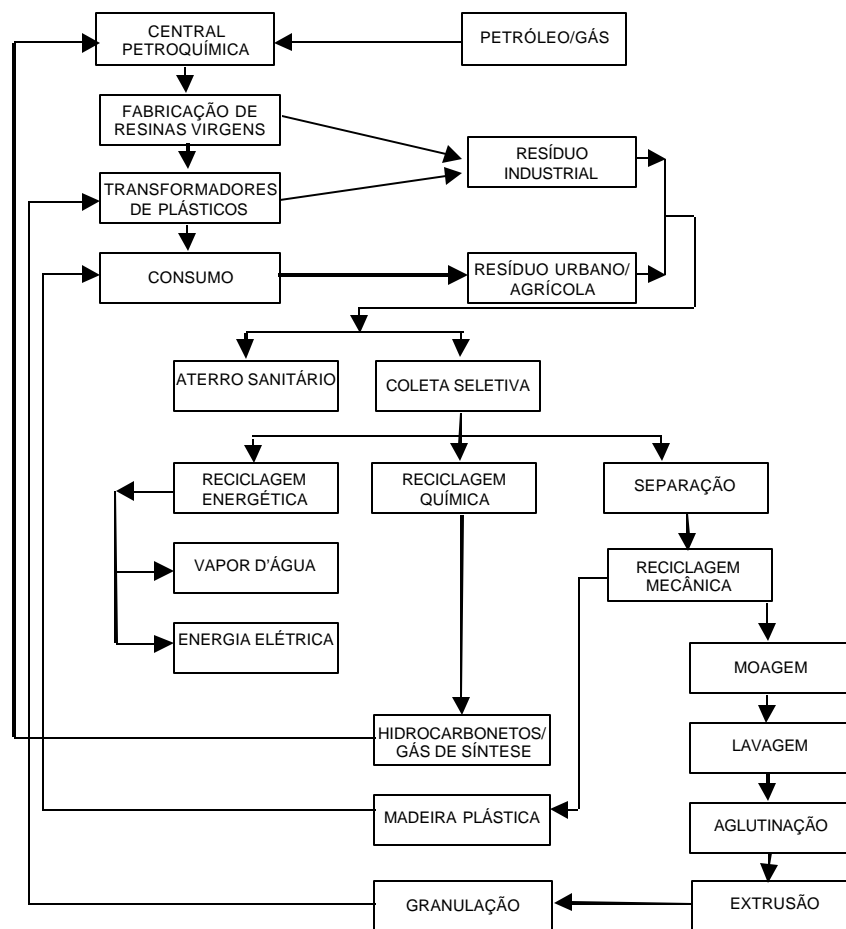 CENTRAL
PETROQUÍMICA
PETRÓLEO/GÁS
FABRICAÇÃO DE
RESINAS VIRGENS
RESÍDUO
INDUSTRIAL
TRANSFORMADORES
DE PLÁSTICOS
CONSUMO
RESÍDUO URBANO/
AGRÍCOLA
ATERRO SANITÁRIO
COLETA SELETIVA
RECICLAGEM
ENERGÉTICA
RECICLAGEM
QUÍMICA
SEPARAÇÃO
VAPOR D'ÁGUA
RECICLAGEM
MECÂNICA
ENERGIA ELÉTRICA
MOAGEM
HIDROCARBONETOS/
GÁS DE SÍNTESE
LAVAGEM
MADEIRA PLÁSTICA
AGLUTINAÇÃO
GRANULAÇÃO
EXTRUSÃO